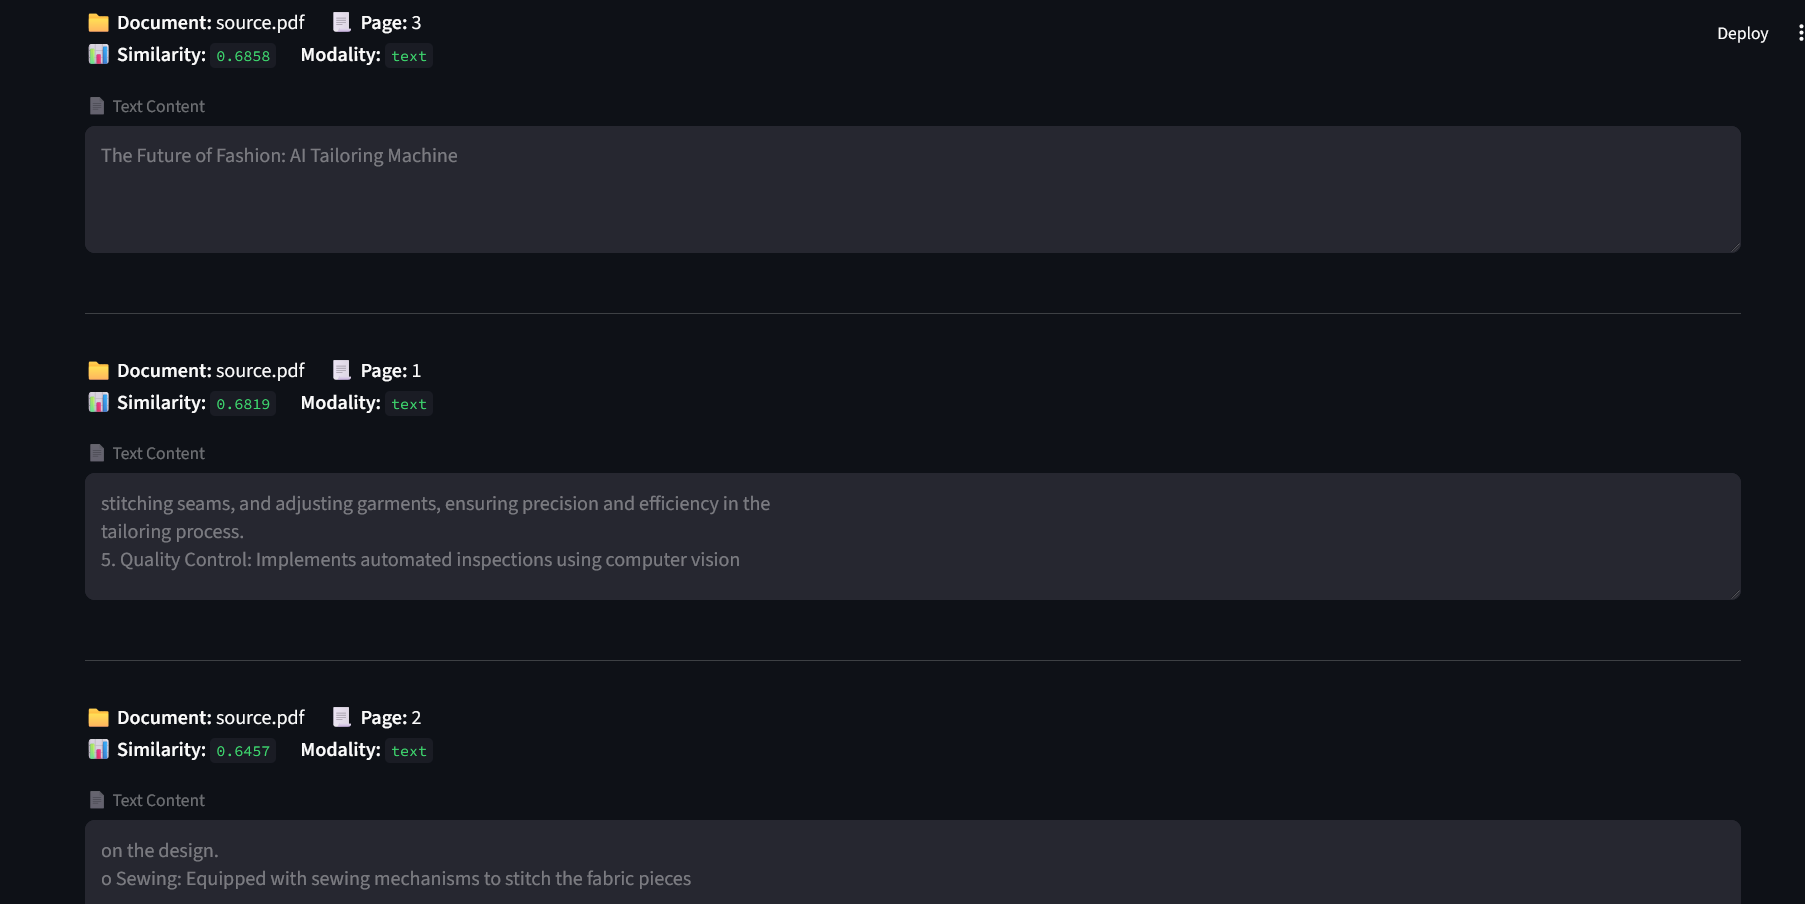 Document: source.pdf Page: 3
Deploy
Similarity: 0.6858 Modality: text
Text Content
The Future of Fashion: AI Tailoring Machine
Document: source.pdf Page: 1
Similarity: 0.6819 Modality: text
Text Content
stitching seams, and adjusting garments, ensuring precision and efficiency in the
tailoring process.
5. Quality Control: Implements automated inspections using computer vision
Document: source.pdf Page: 2
Similarity: 0.6457 Modality: text
Text Content
on the design.
o Sewing: Equipped with sewing mechanisms to stitch the fabric pieces